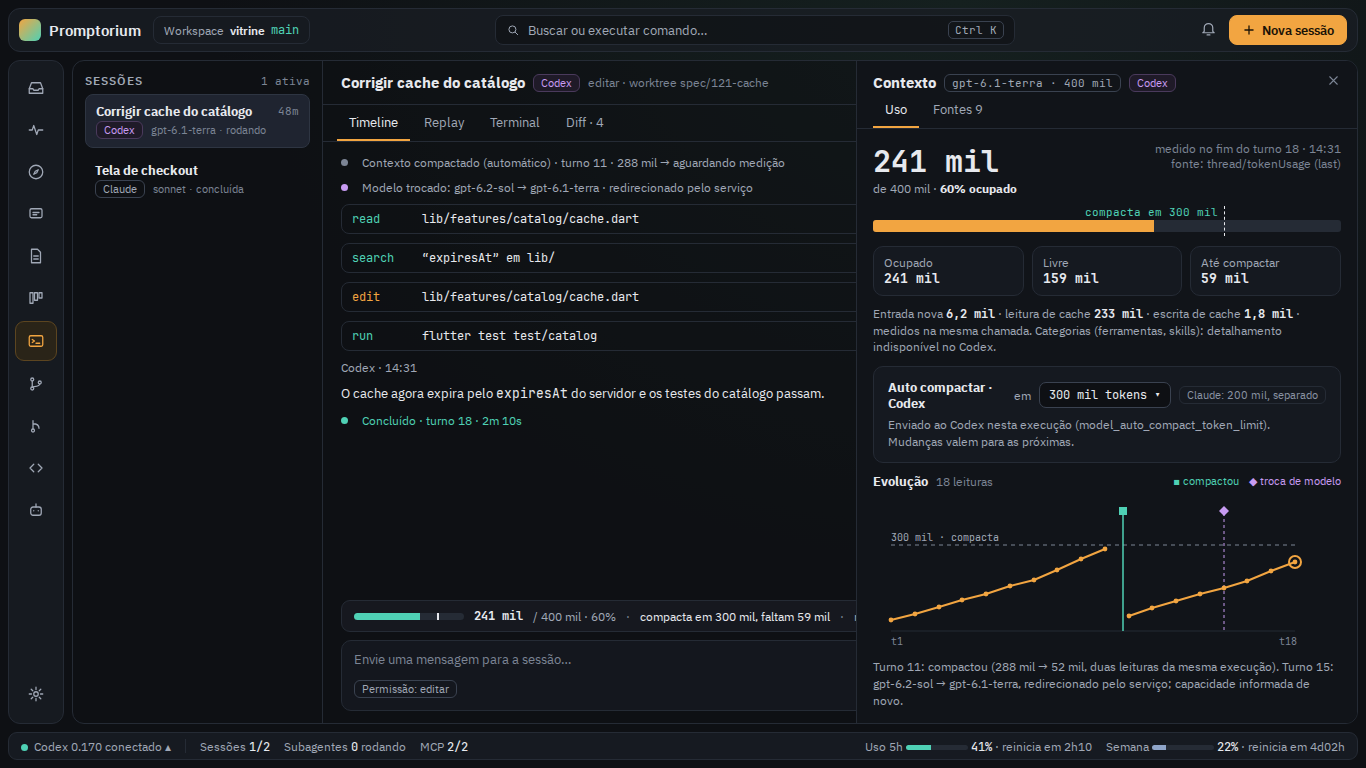 Promptorium
Workspace vitrine main
Buscar ou executar comando…
Ctrl K
Nova sessão
SESSÕES
1 ativa
Corrigir cache do catálogo
48m
Codex
gpt-6.1-terra · rodando
Tela de checkout
Claude
sonnet · concluída
Corrigir cache do catálogo
Codex
editar · worktree spec/121-cache
Timeline
Replay
Terminal
Diff · 4
Contexto compactado (automático) · turno 11 · 288 mil → aguardando medição
Modelo trocado: gpt-6.2-sol → gpt-6.1-terra · redirecionado pelo serviço
read lib/features/catalog/cache.dart
search “expiresAt” em lib/
edit lib/features/catalog/cache.dart
run flutter test test/catalog
Codex · 14:31
O cache agora expira pelo expiresAt do servidor e os testes do catálogo passam.
Concluído · turno 18 · 2m 10s
241 mil / 400 mil · 60% · compacta em 300 mil, faltam 59 mil ·
Envie uma mensagem para a sessão…
Permissão: editar
Contexto
gpt-6.1-terra · 400 mil
Codex
Uso
Fontes 9
241 mil
de 400 mil · 60% ocupado
medido no fim do turno 18 · 14:31
fonte: thread/tokenUsage (last)
compacta em 300 mil
Ocupado
241 mil
Livre
159 mil
Até compactar
59 mil
Entrada nova 6,2 mil · leitura de cache 233 mil · escrita de cache 1,8 mil ·
medidos na mesma chamada. Categorias (ferramentas, skills): detalhamento
indisponível no Codex.
Auto compactar ·
Codex
em
300 mil tokens ▾
Claude: 200 mil, separado
Enviado ao Codex nesta execução (model_auto_compact_token_limit).
Mudanças valem para as próximas.
Evolução 18 leituras
■ compactou ◆ troca de modelo
300 mil · compacta
t1
t18
Turno 11: compactou (288 mil → 52 mil, duas leituras da mesma execução). Turno 15:
gpt-6.2-sol → gpt-6.1-terra, redirecionado pelo serviço; capacidade informada de
novo.
Codex 0.170 conectado ▴
Sessões 1/2
Subagentes 0 rodando
MCP 2/2
Uso 5h 41% · reinicia em 2h10
Semana 22% · reinicia em 4d02h